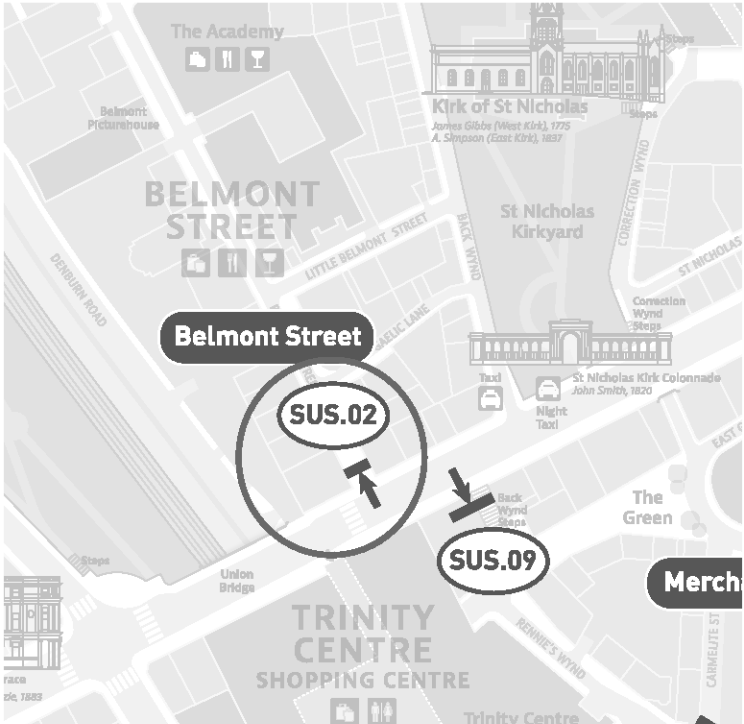 The Academy
Steps
Kirk of St Nicholas
James Gibbs (West Kirk), 1775
A. Simpson (East Kirk), 1837
Steps
Belmont
Picturehouse
BELMONT
STREET
St Nicholas
Kirkyard
CORRECTION WYND
BACK WYND
LITTLE BELMONT STREET
ST NICHOLAS
DENBURN ROAD
Correction
Wynd
Steps
Belmont Street
GAELIC LANE
Taxi
St Nicholas Kirk Colonnade
John Smith, 1820
Night
Taxi
SUS.02
EAST G
Back
Wynd
Steps
The
Green
SUS.09
Steps
Union
Bridge
Mercha
TRINITY
CENTRE
SHOPPING CENTRE
RENNIE'S WYND
CARMELITE ST
race
1883
Trinity Centre